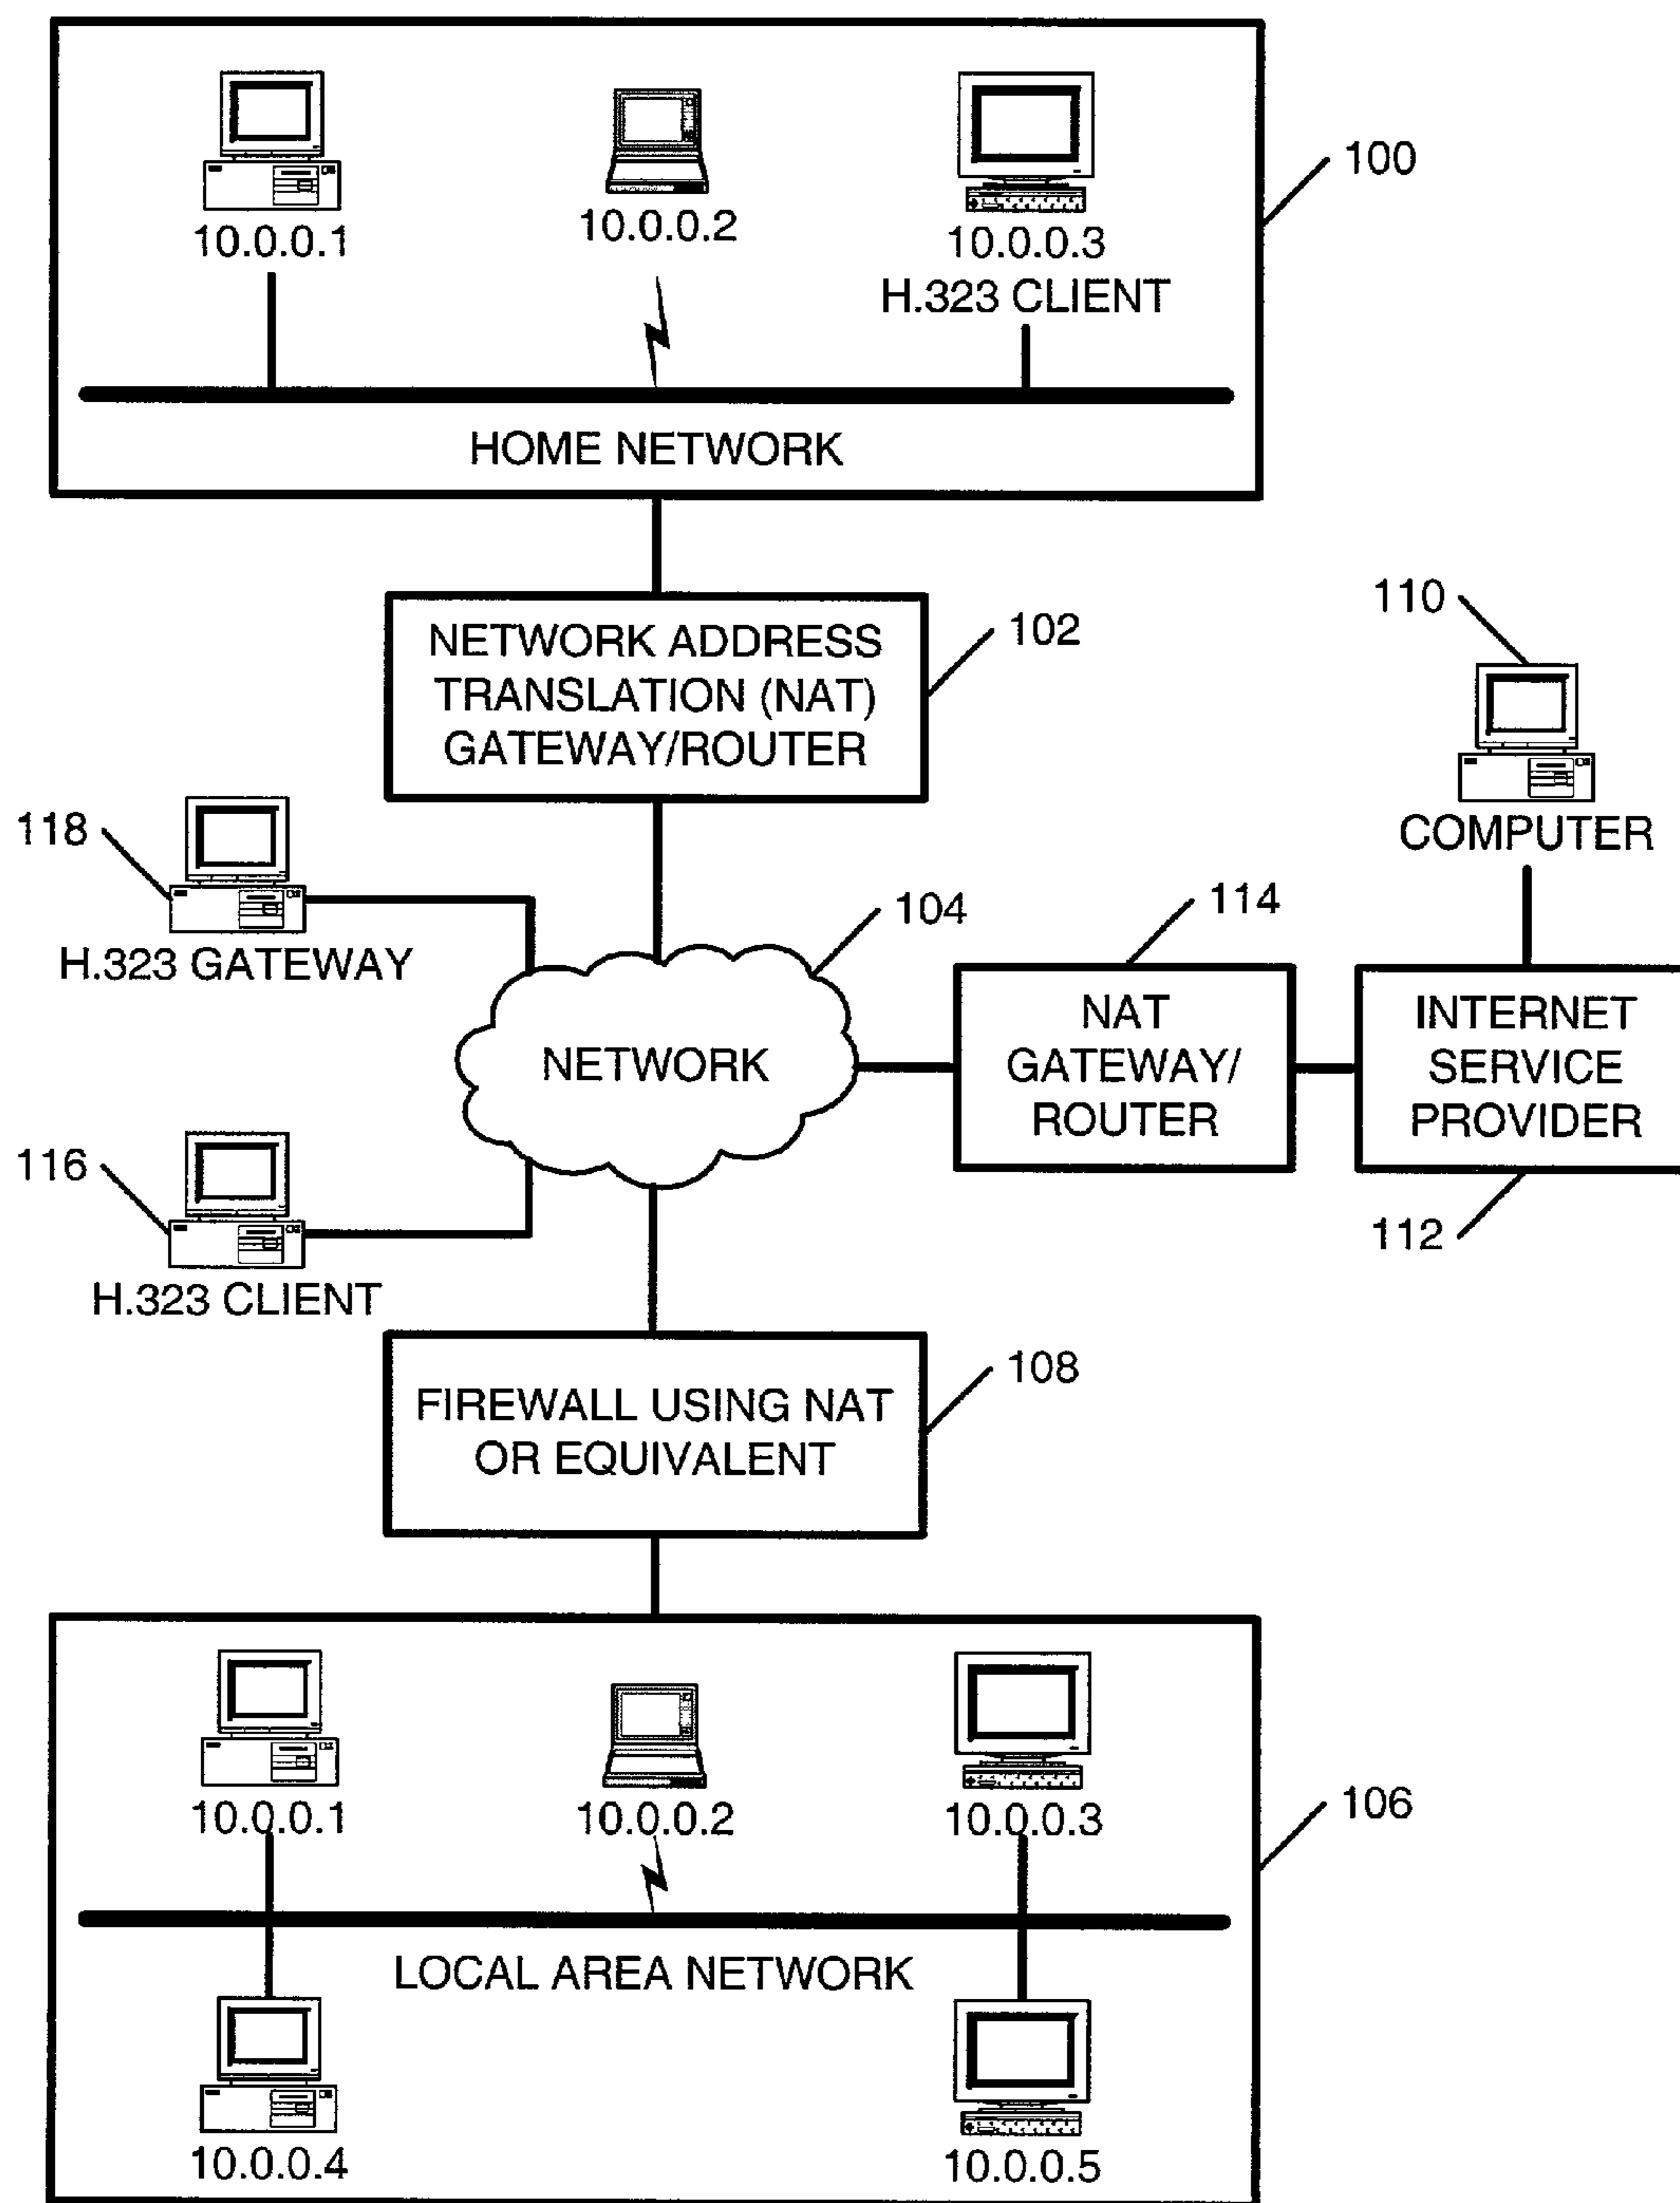 10.0.0.1
10.0.0.2
10.0.0.3
H.323 CLIENT
HOME NETWORK
100
NETWORK ADDRESS
TRANSLATION (NAT)
GATEWAY/ROUTER
102
110
COMPUTER
118
H.323 GATEWAY
104
NETWORK
114
NAT
GATEWAY/
ROUTER
INTERNET
SERVICE
PROVIDER
112
116
H.323 CLIENT
FIREWALL USING NAT
OR EQUIVALENT
108
10.0.0.1
10.0.0.2
10.0.0.3
106
LOCAL AREA NETWORK
10.0.0.4
10.0.0.5